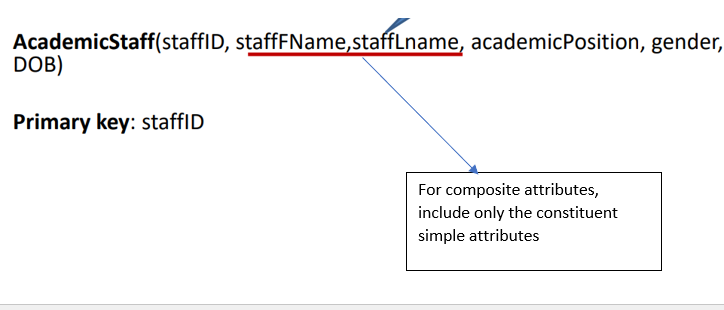 AcademicStaff(staffID, staffFName,staffLname, academicPosition, gender,
DOB)
Primary key: staffID
For composite attributes,
include only the constituent
simple attributes